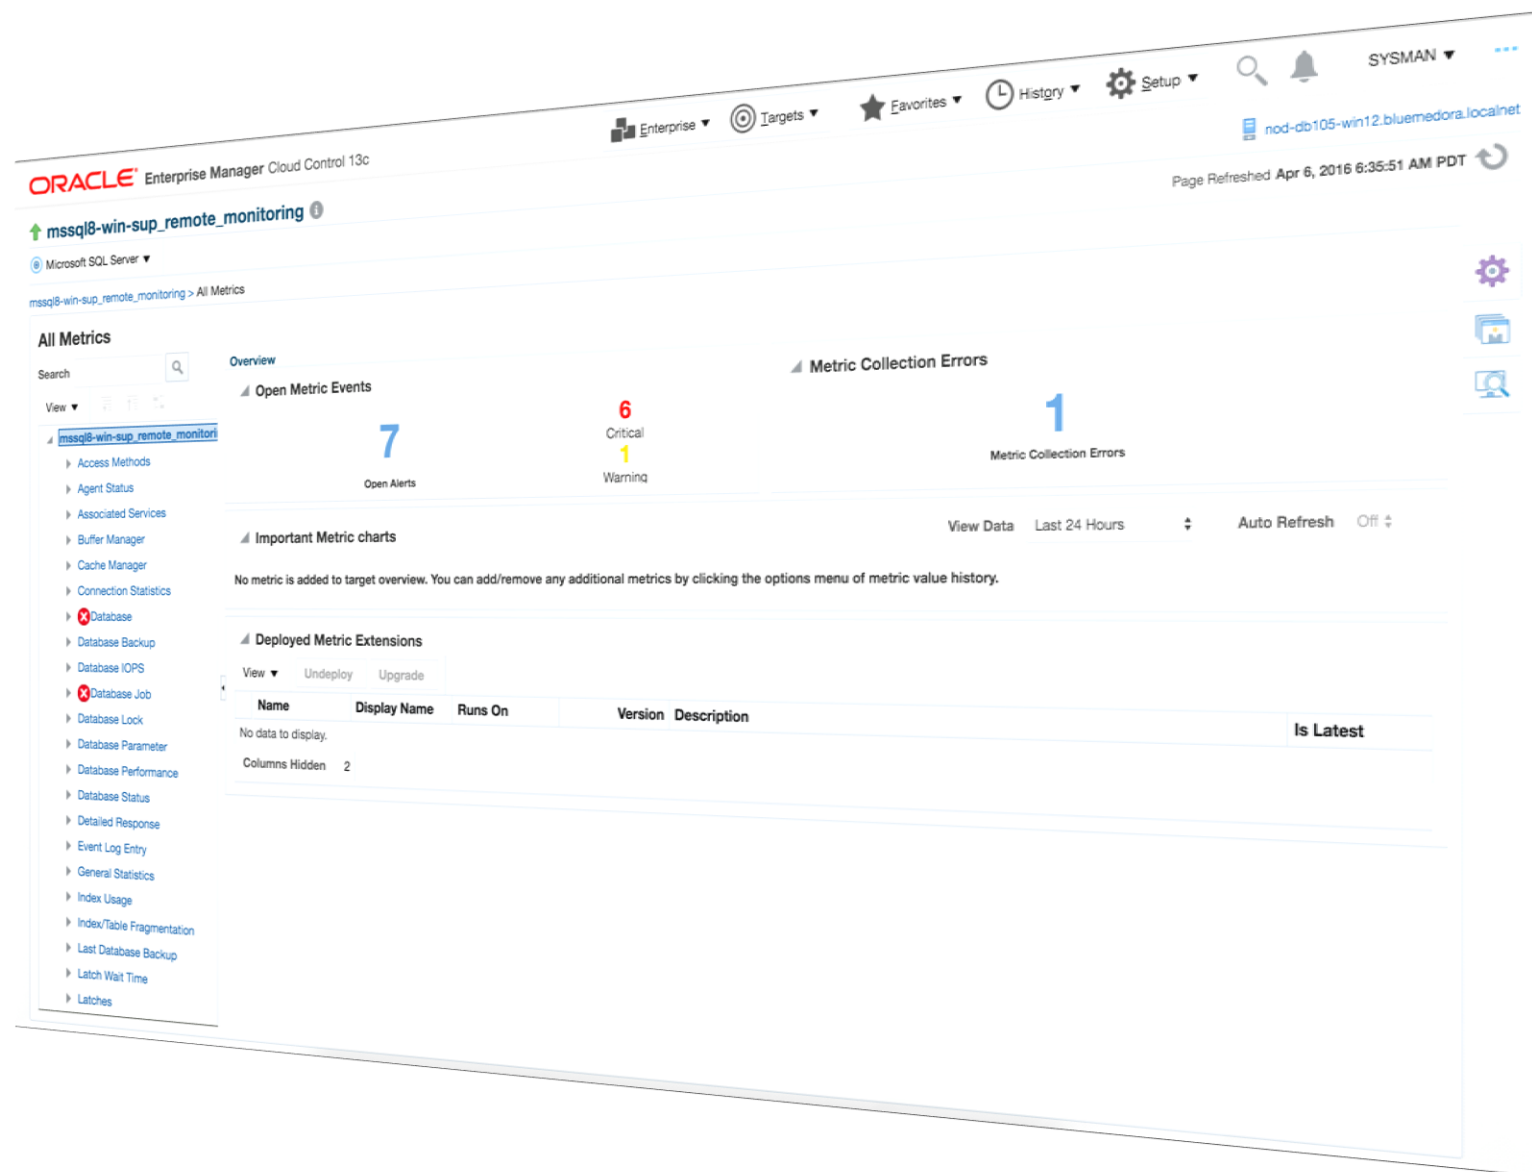 Enterprise ▼ Targets ▼ Favorites ▼ History ▼ Setup ▼ SYSMAN ▼ ...
nod-db105-win12.bluemedora.localnet
ORACLE Enterprise Manager Cloud Control 13c
Page Refreshed Apr 6, 2016 6:35:51 AM PDT
mssql8-win-sup_remote_monitoring
Microsoft SQL Server ▼
mssql8-win-sup_remote_monitoring > All Metrics
All Metrics
Search
View ▼
mssql8-win-sup_remote_monitori
Access Methods
Agent Status
Associated Services
Buffer Manager
Cache Manager
Connection Statistics
Database
Database Backup
Database IOPS
Database Job
Database Lock
Database Parameter
Database Performance
Database Status
Detailed Response
Event Log Entry
General Statistics
Index Usage
Index/Table Fragmentation
Last Database Backup
Latch Wait Time
Latches
Overview
Open Metric Events
7
Open Alerts
6
Critical
1
Warning
Metric Collection Errors
1
Metric Collection Errors
Important Metric charts
View Data Last 24 Hours Auto Refresh Off
No metric is added to target overview. You can add/remove any additional metrics by clicking the options menu of metric value history.
Deployed Metric Extensions
View ▼ Undeploy Upgrade
Name Display Name Runs On Version Description Is Latest
No data to display.
Columns Hidden 2